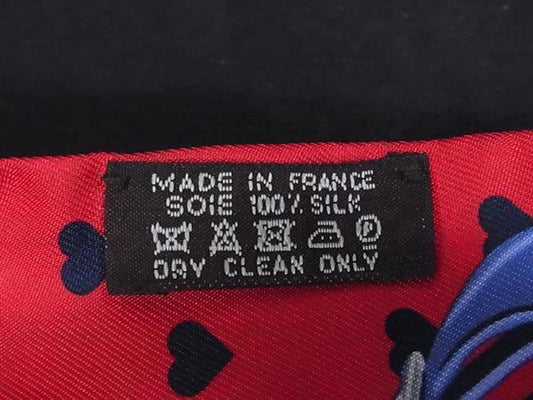 MADE IN FRANCE
SOIE 100% SILK
P
DRY CLEAN ONLY